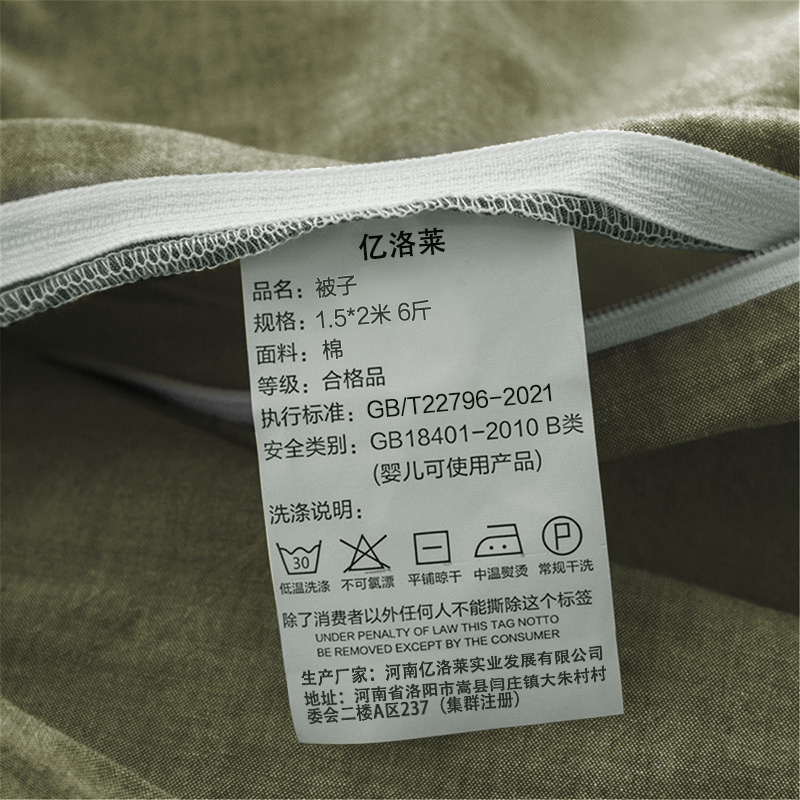 亿洛莱
品名：被子
规格：1.5*2米 6斤
面料：棉
等级：合格品
执行标准：GB/T22796-2021
安全类别：GB18401-2010 B类
(婴儿可使用产品)
洗涤说明：
30
P
低温洗涤 不可氯漂 平铺晾干 中温熨烫 常规干洗
除了消费者以外任何人不能撕除这个标签
UNDER PENALTY OF LAW THIS TAG NOTTO
BE REMOVED EXCEPT BY THE CONSUMER
生产厂家：河南亿洛莱实业发展有限公司
地址：河南省洛阳市嵩县闫庄镇大朱村村
委会二楼A区237（集群注册）